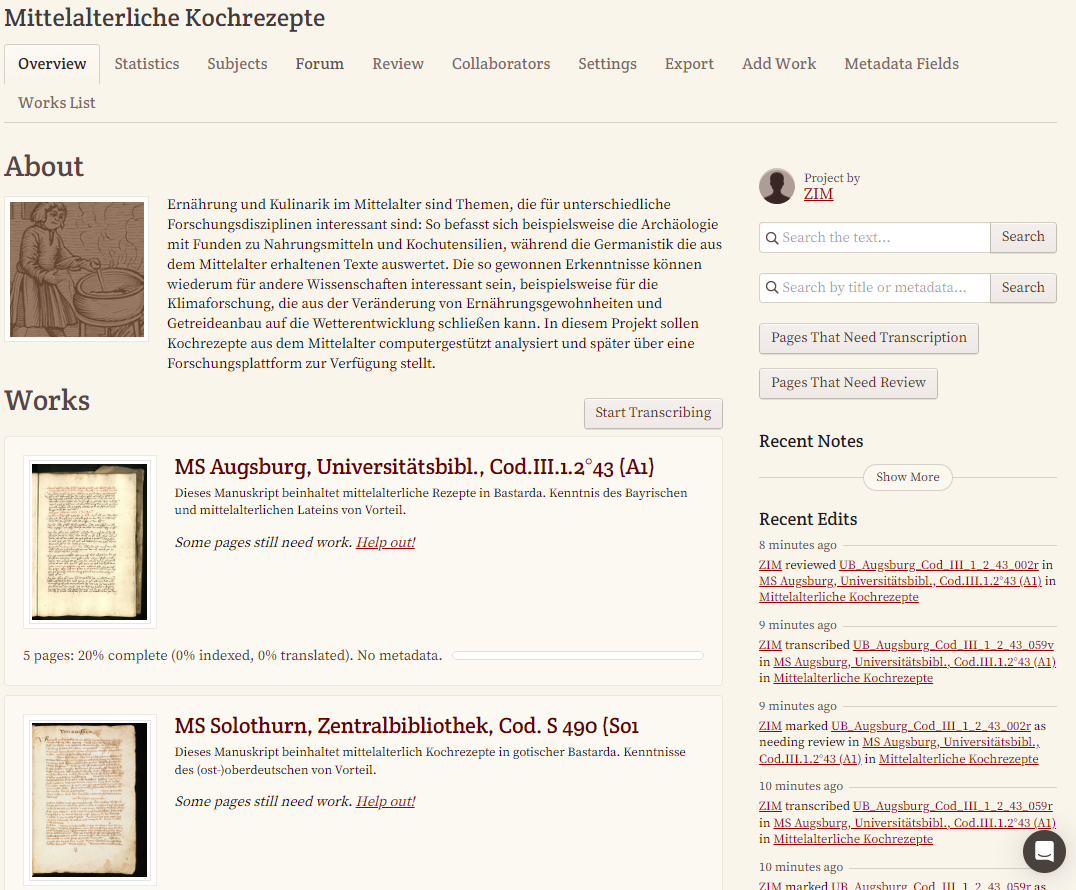 Mittelalterliche Kochrezepte
Overview Statistics Subjects Forum Review Collaborators Settings Export Add Work Metadata Fields
Works List
About
Ernährung und Kulinarik im Mittelalter sind Themen, die für unterschiedliche
Forschungsdisziplinen interessant sind: So befasst sich beispielsweise die Archäologie
mit Funden zu Nahrungsmitteln und Kochutensilien, während die Germanistik die aus
dem Mittelalter erhaltenen Texte auswertet. Die so gewonnen Erkenntnisse können
wiederum für andere Wissenschaften interessant sein, beispielsweise für die
Klimaforschung, die aus der Veränderung von Ernährungsgewohnheiten und
Getreideanbau auf die Wetterentwicklung schließen kann. In diesem Projekt sollen
Kochrezepte aus dem Mittelalter computergestützt analysiert und später über eine
Forschungsplattform zur Verfügung stellt.
Works
Start Transcribing
MS Augsburg, Universitätsbibl., Cod.III.1.2°43 (A1)
Dieses Manuskript beinhaltet mittelalterliche Rezepte in Bastarda. Kenntnis des Bayrischen
und mittelalterlichen Lateins von Vorteil.
Some pages still need work. Help out!
5 pages: 20% complete (0% indexed, 0% translated). No metadata.
MS Solothurn, Zentralbibliothek, Cod. S 490 (So1
Dieses Manuskript beinhaltet mittelalterlich Kochrezepte in gotischer Bastarda. Kenntnisse
des (ost-)oberdeutschen von Vorteil.
Some pages still need work. Help out!
Project by
ZIM
Search the text... Search
Search by title or metadata... Search
Pages That Need Transcription
Pages That Need Review
Recent Notes
Show More
Recent Edits
8 minutes ago
ZIM reviewed UB_Augsburg_Cod_III_1_2_43_002r in
MS Augsburg, Universitätsbibl., Cod.III.1.2°43 (A1) in
Mittelalterliche Kochrezepte
9 minutes ago
ZIM transcribed UB_Augsburg_Cod_III_1_2_43_059v
in MS Augsburg, Universitätsbibl., Cod.III.1.2°43 (A1)
in Mittelalterliche Kochrezepte
9 minutes ago
ZIM marked UB_Augsburg_Cod_III_1_2_43_002r as
needing review in MS Augsburg, Universitätsbibl.,
Cod.III.1.2°43 (A1) in Mittelalterliche Kochrezepte
10 minutes ago
ZIM transcribed UB_Augsburg_Cod_III_1_2_43_059r
in MS Augsburg, Universitätsbibl., Cod.III.1.2°43 (A1)
in Mittelalterliche Kochrezepte
10 minutes ago
ZIM marked UB_Augsburg_Cod_III_1_2_43_059r as